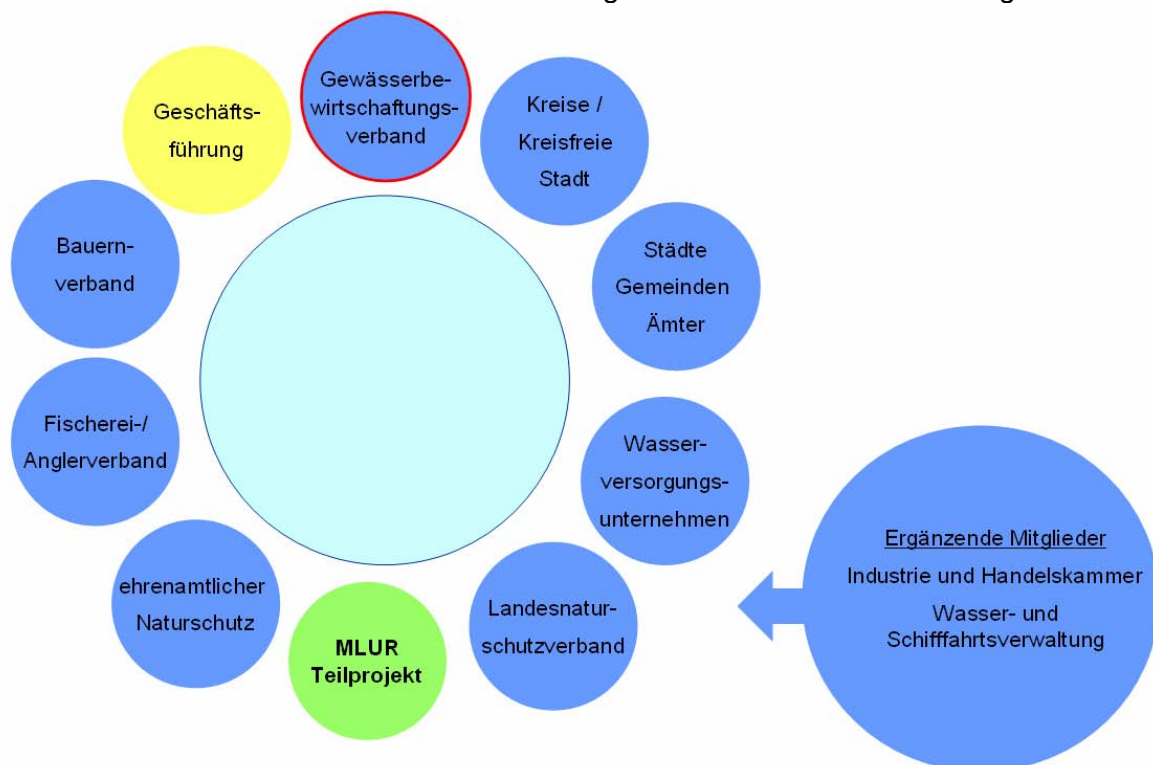 Gewässerbe-
wirtschaftungs-
verband
Kreise /
Kreisfreie
Stadt
Städte
Gemeinden
Ämter
Wasser-
versorgungs-
unternehmen
Landesnatur-
schutzverband
MLUR
Teilprojekt
ehrenamtlicher
Naturschutz
Fischerei-/
Anglerverband
Bauern-
verband
Geschäfts-
führung
Ergänzende Mitglieder
Industrie und Handelskammer
Wasser- und
Schifffahrtsverwaltung